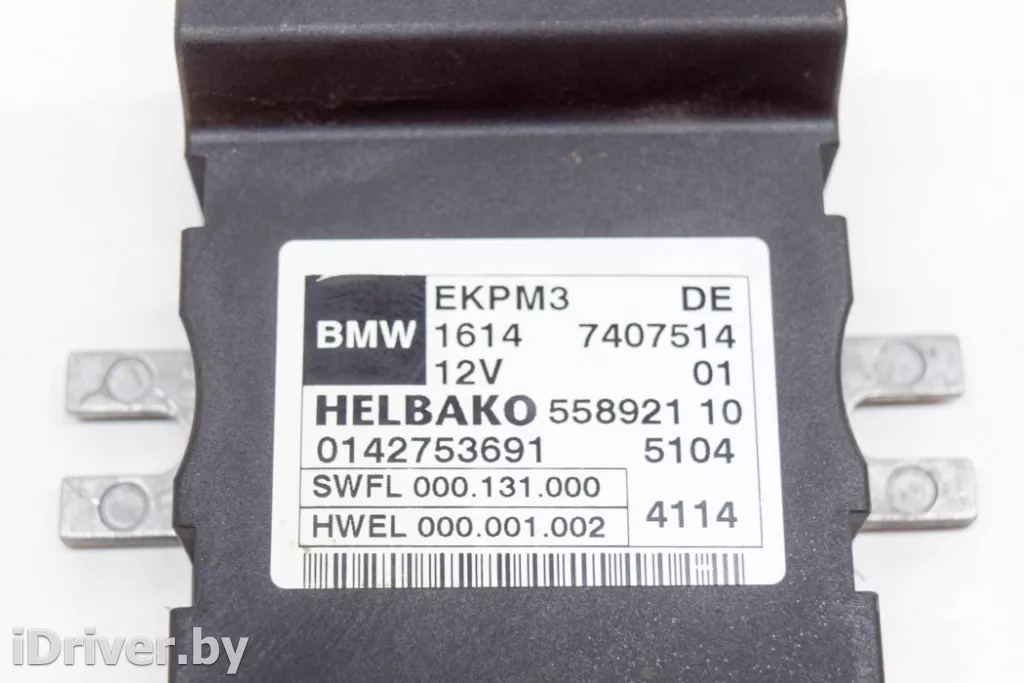 EKPM3 DE
BMW 1614 7407514
12V 01
HELBAKO 558921 10
0142753691 5104
SWFL 000.131.000
HWEL 000.001.002 4114
iDriver.by